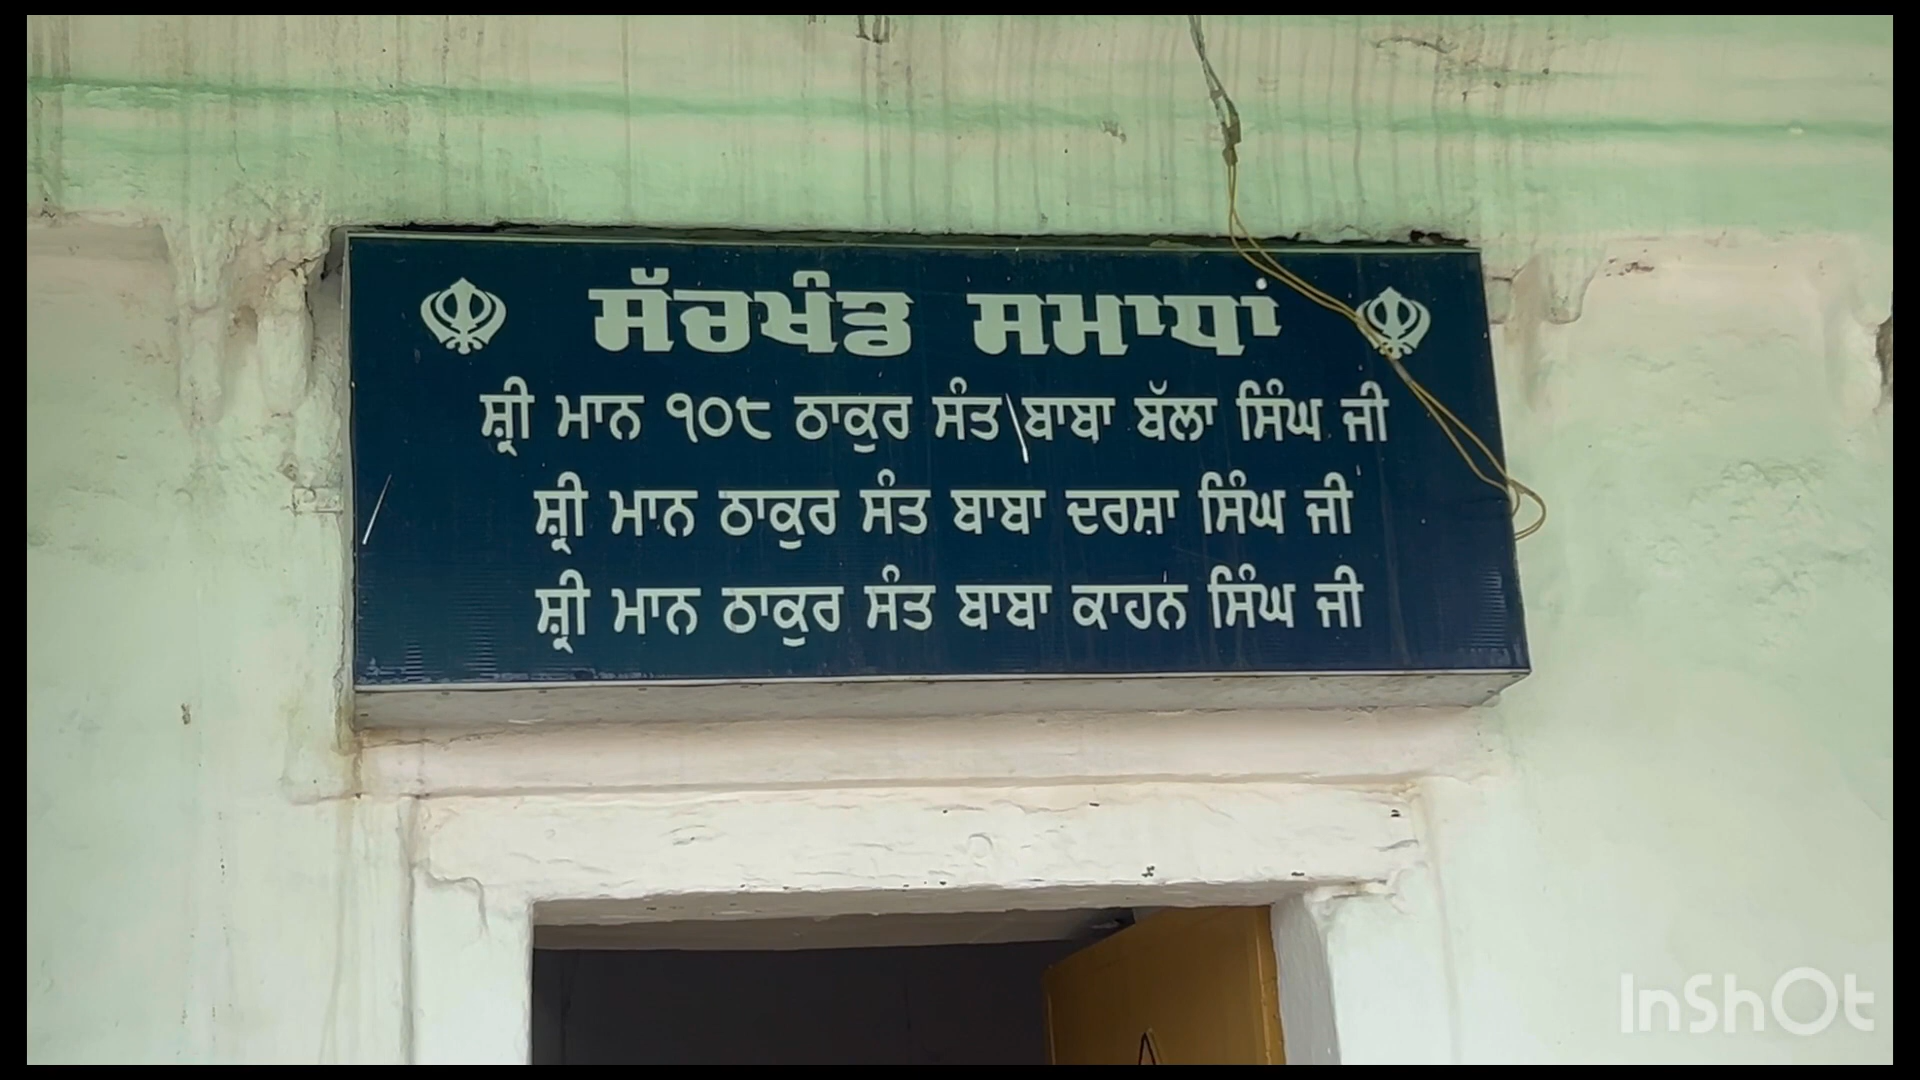 ਸੱਚਖੰਡ ਸਮਾਧਾਂ
ਸ਼੍ਰੀ ਮਾਨ ੧੦੮ ਠਾਕੁਰ ਸੰਤ ਬਾਬਾ ਬੱਲਾ ਸਿੰਘ ਜੀ
ਸ਼੍ਰੀ ਮਾਨ ਠਾਕੁਰ ਸੰਤ ਬਾਬਾ ਦਰਸ਼ਾ ਸਿੰਘ ਜੀ
ਸ਼੍ਰੀ ਮਾਨ ਠਾਕੁਰ ਸੰਤ ਬਾਬਾ ਕਾਹਨ ਸਿੰਘ ਜੀ
InShOt